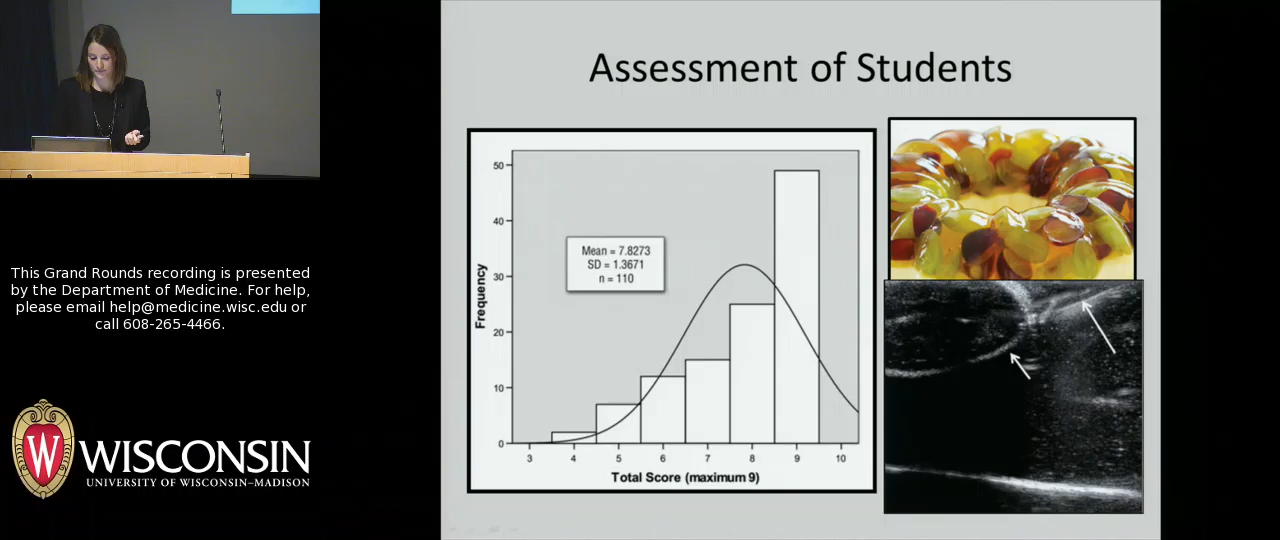 Assessment of Students
50
40
30
20
10
0
Frequency
Mean = 7.8273
SD = 1.3671
n = 110
3 4 5 6 7 8 9 10
Total Score (maximum 9)
This Grand Rounds recording is presented
by the Department of Medicine. For help,
please email help@medicine.wisc.edu or
call 608-265-4466.
W
WISCONSIN
UNIVERSITY OF WISCONSIN–MADISON